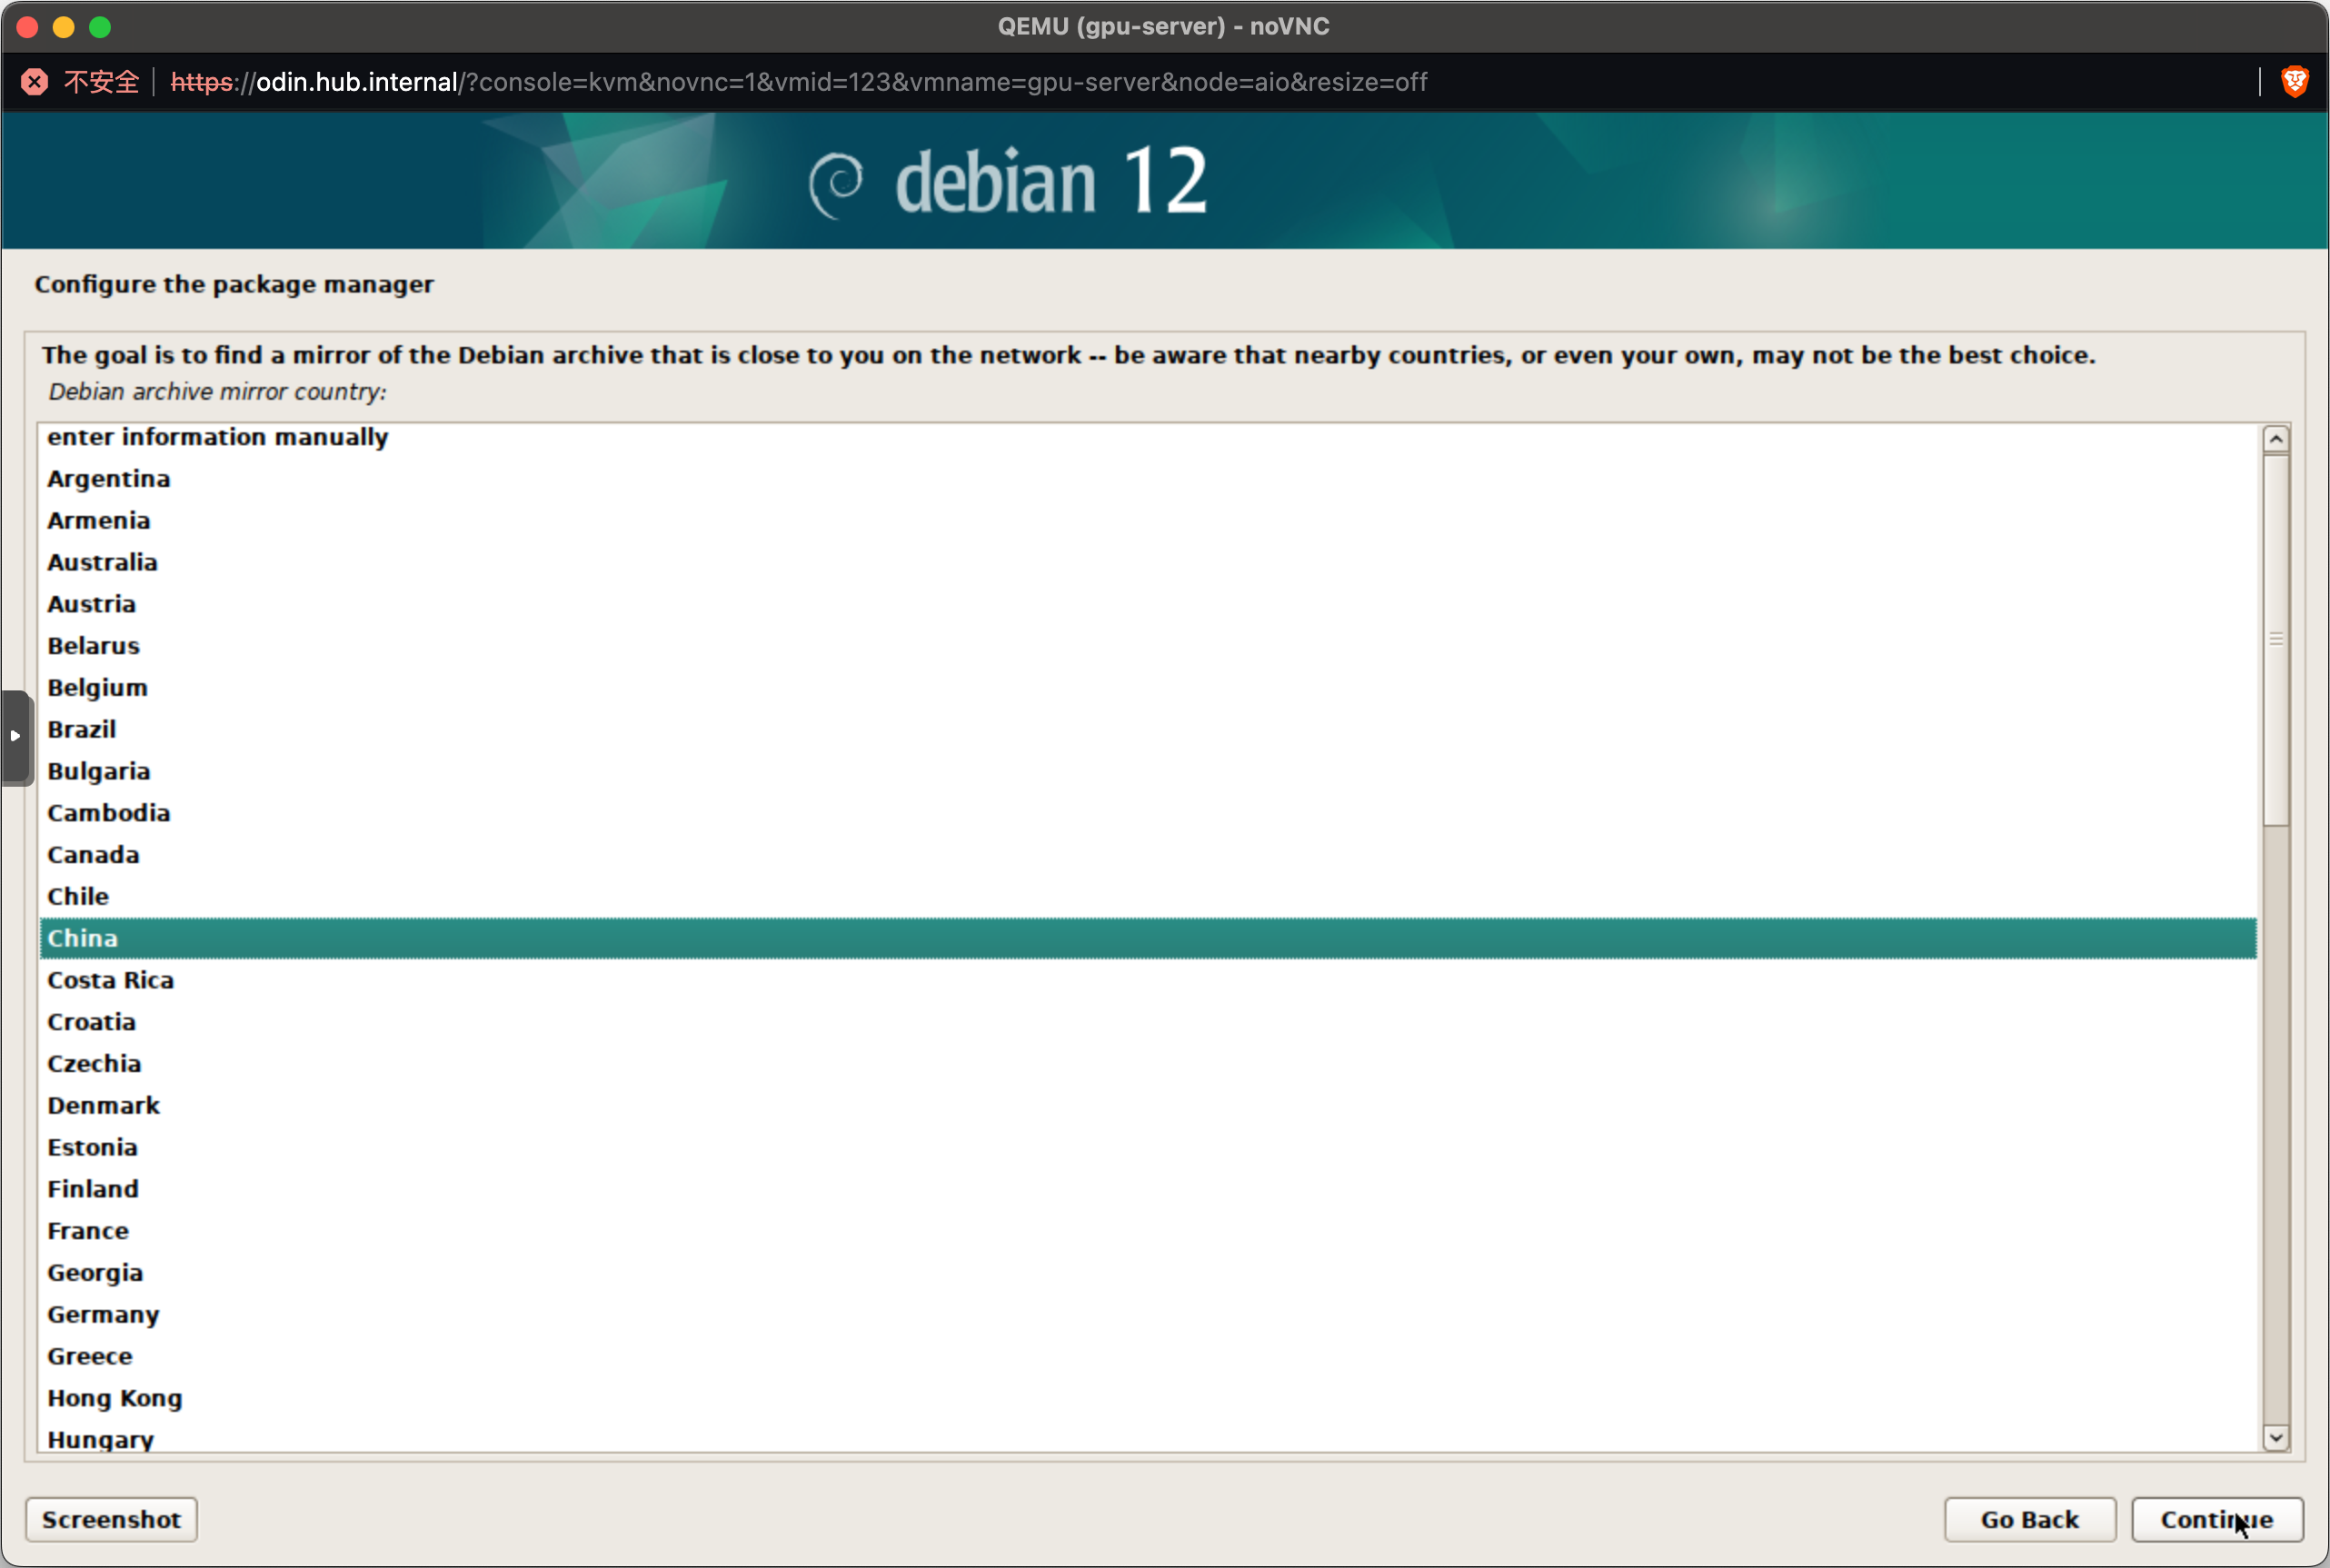 QEMU (gpu-server) - noVNC
不安全 https://odin.hub.internal/?console=kvm&novnc=1&vmid=123&vmname=gpu-server&node=aio&resize=off
debian 12
Configure the package manager
The goal is to find a mirror of the Debian archive that is close to you on the network -- be aware that nearby countries, or even your own, may not be the best choice.
Debian archive mirror country:
enter information manually
Argentina
Armenia
Australia
Austria
Belarus
Belgium
Brazil
Bulgaria
Cambodia
Canada
Chile
China
Costa Rica
Croatia
Czechia
Denmark
Estonia
Finland
France
Georgia
Germany
Greece
Hong Kong
Hungary
Screenshot Go Back Continue